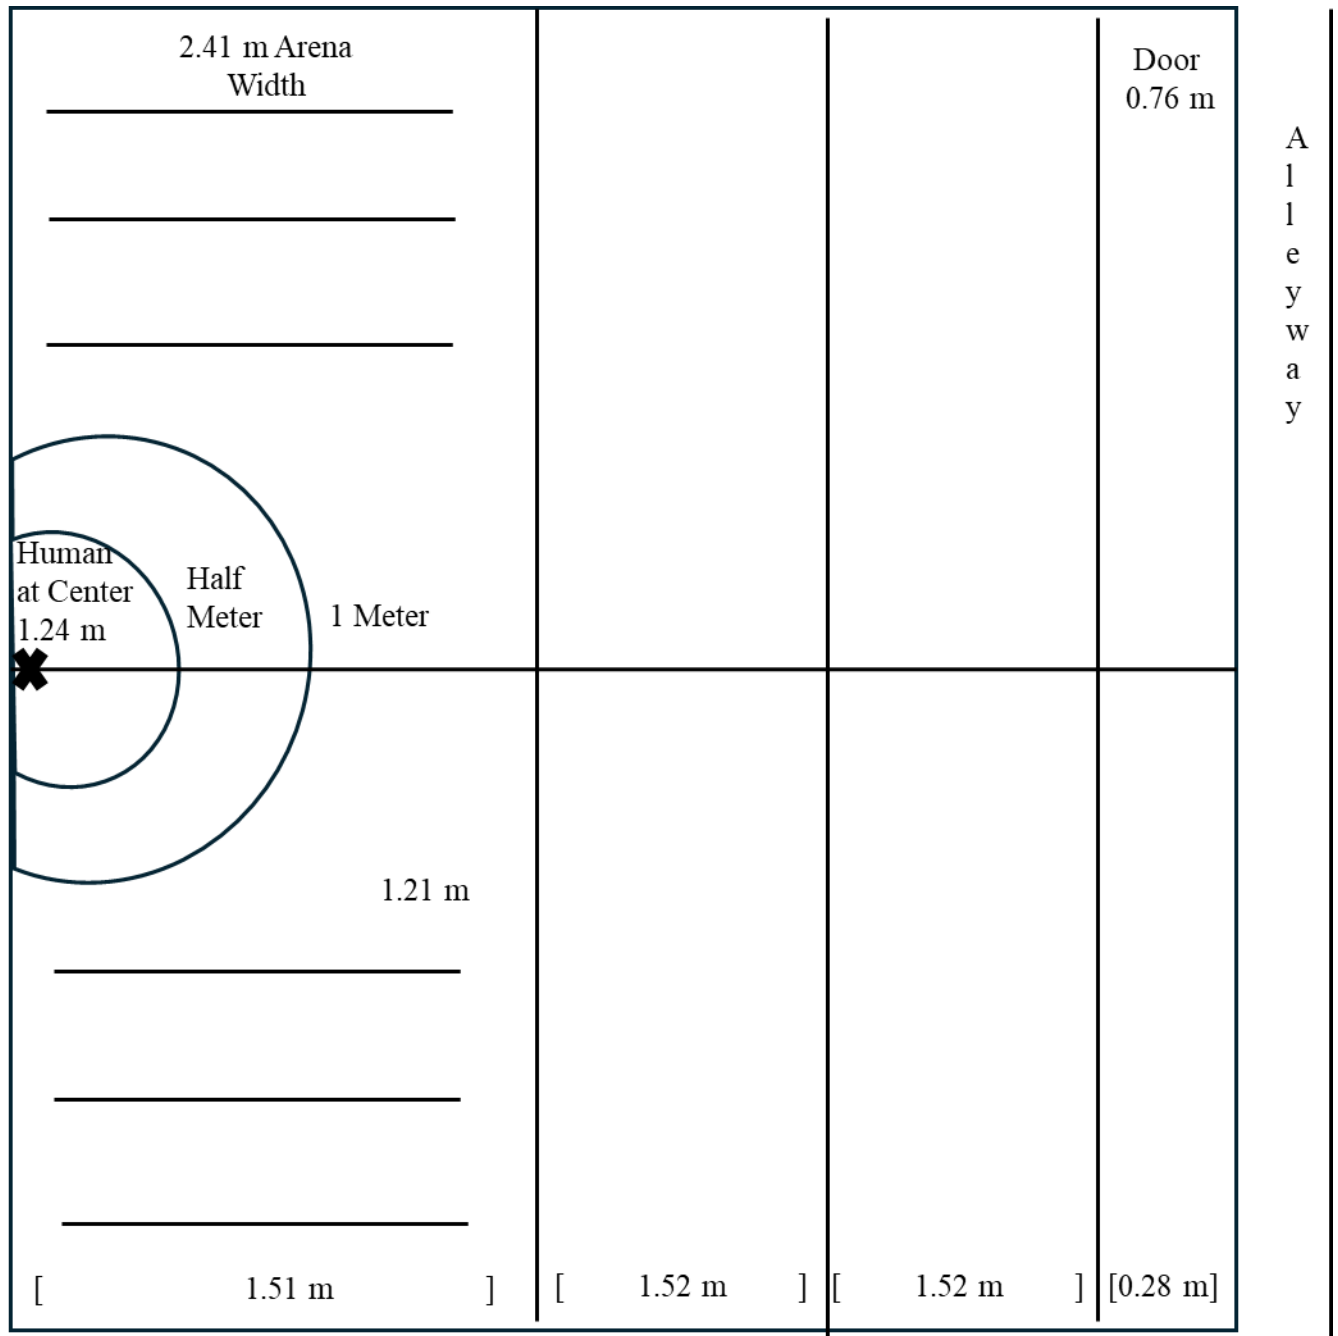 2.41 m Arena
Width
Door
0.76 m
A
l
l
e
y
w
a
y
Human
at Center
1.24 m
Half
Meter
1 Meter
1.21 m
[ 1.51 m ]
[ 1.52 m ]
[ 1.52 m ]
[0.28 m]